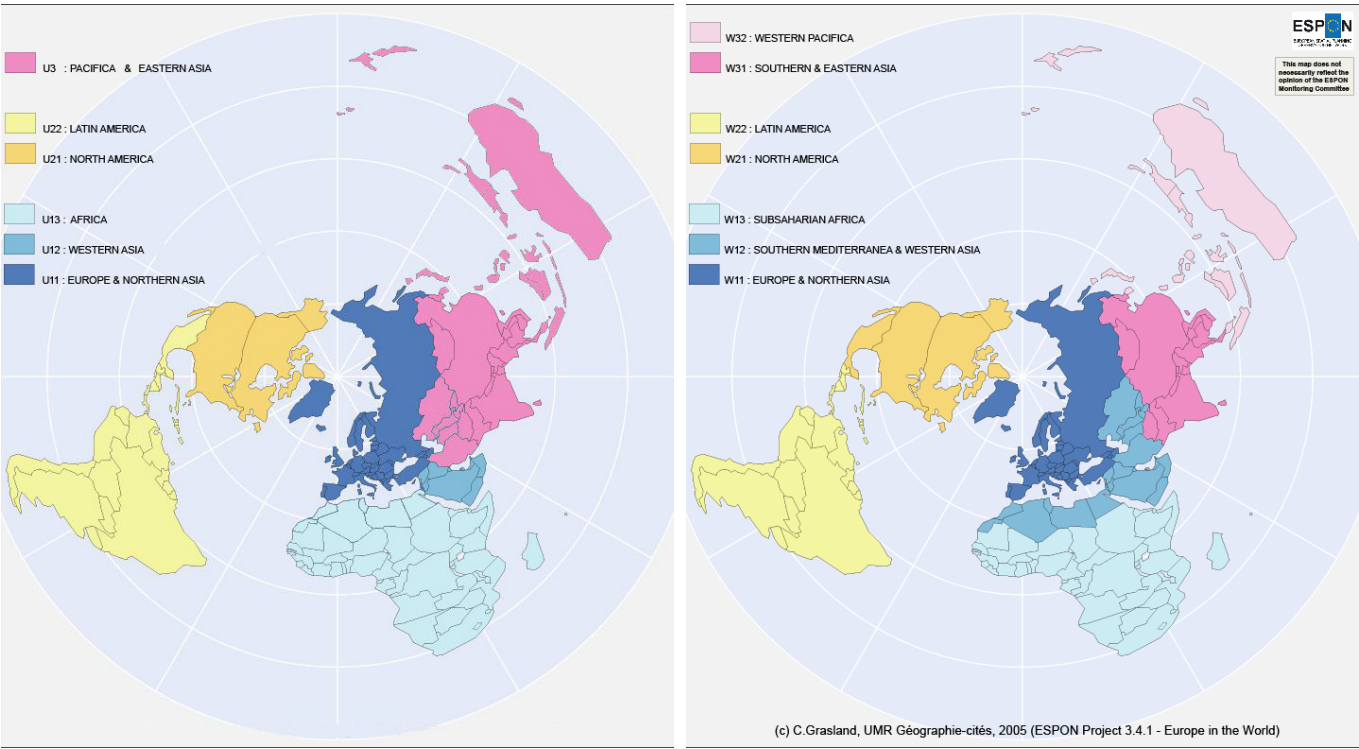 U3 : PACIFICA & EASTERN ASIA
U22 : LATIN AMERICA
U21 : NORTH AMERICA
U13 : AFRICA
U12 : WESTERN ASIA
U11 : EUROPE & NORTHERN ASIA
W32 : WESTERN PACIFICA
W31 : SOUTHERN & EASTERN ASIA
W22 : LATIN AMERICA
W21 : NORTH AMERICA
W13 : SUBSAHARIAN AFRICA
W12 : SOUTHERN MEDITERRANEA & WESTERN ASIA
W11 : EUROPE & NORTHERN ASIA
ESPON
This map does not
necessarily reflect the
opinion of the ESPON
Monitoring Committee
(c) C.Grasland, UMR Géographie-cités, 2005 (ESPON Project 3.4.1 - Europe in the World)